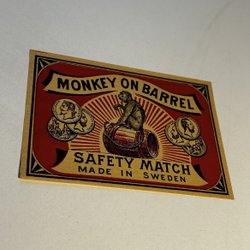 MONKEY ON BARREL
SAFETY MATCH
MADE IN SWEDEN